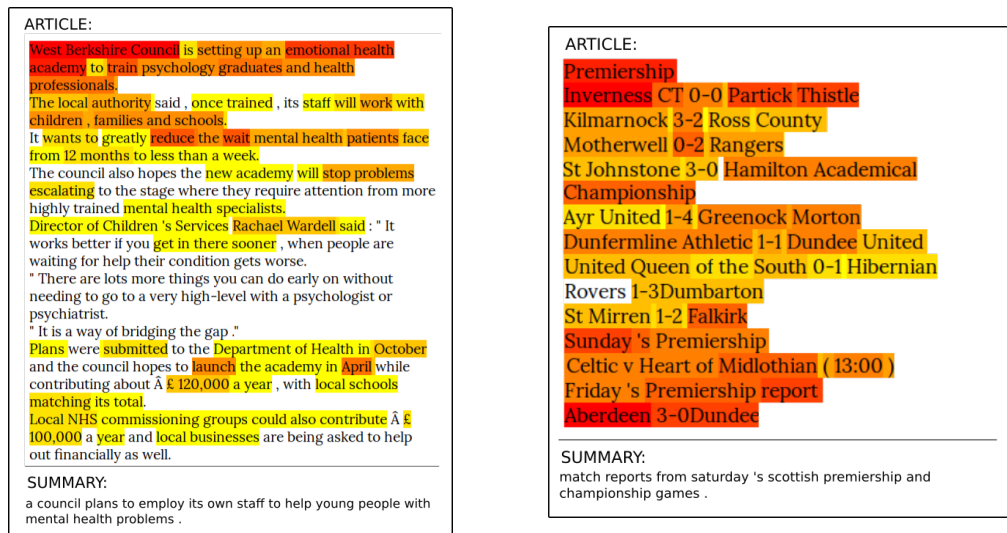 ARTICLE:
West Berkshire Council is setting up an emotional health
academy to train psychology graduates and health
professionals.
The local authority said , once trained , its staff will work with
children , families and schools.
It wants to greatly reduce the wait mental health patients face
from 12 months to less than a week.
The council also hopes the new academy will stop problems
escalating to the stage where they require attention from more
highly trained mental health specialists.
Director of Children 's Services Rachael Wardell said : " It
works better if you get in there sooner , when people are
waiting for help their condition gets worse.
" There are lots more things you can do early on without
needing to go to a very high-level with a psychologist or
psychiatrist.
" It is a way of bridging the gap ."
Plans were submitted to the Department of Health in October
and the council hopes to launch the academy in April while
contributing about Â £ 120,000 a year , with local schools
matching its total.
Local NHS commissioning groups could also contribute Â £
100,000 a year and local businesses are being asked to help
out financially as well.
SUMMARY:
a council plans to employ its own staff to help young people with
mental health problems .
ARTICLE:
Premiership
Inverness CT 0-0 Partick Thistle
Kilmarnock 3-2 Ross County
Motherwell 0-2 Rangers
St Johnstone 3-0 Hamilton Academical
Championship
Ayr United 1-4 Greenock Morton
Dunfermline Athletic 1-1 Dundee United
United Queen of the South 0-1 Hibernian
Rovers 1-3Dumbarton
St Mirren 1-2 Falkirk
Sunday 's Premiership
Celtic v Heart of Midlothian ( 13:00 )
Friday 's Premiership report
Aberdeen 3-0Dundee
SUMMARY:
match reports from saturday 's scottish premiership and
championship games .